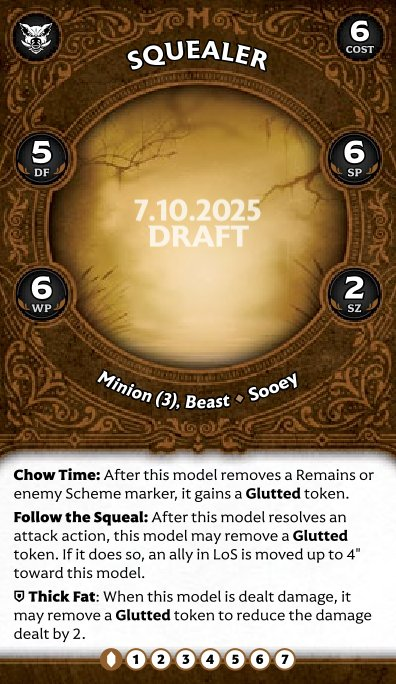 SQUEALER
6
COST
5
DF
6
SP
7.10.2025
DRAFT
6
WP
2
SZ
Minion (3), Beast ♦ Sooey
Chow Time: After this model removes a Remains or
enemy Scheme marker, it gains a Glutted token.
Follow the Squeal: After this model resolves an
attack action, this model may remove a Glutted
token. If it does so, an ally in LoS is moved up to 4"
toward this model.
Thick Fat: When this model is dealt damage, it
may remove a Glutted token to reduce the damage
dealt by 2.
1 2 3 4 5 6 7